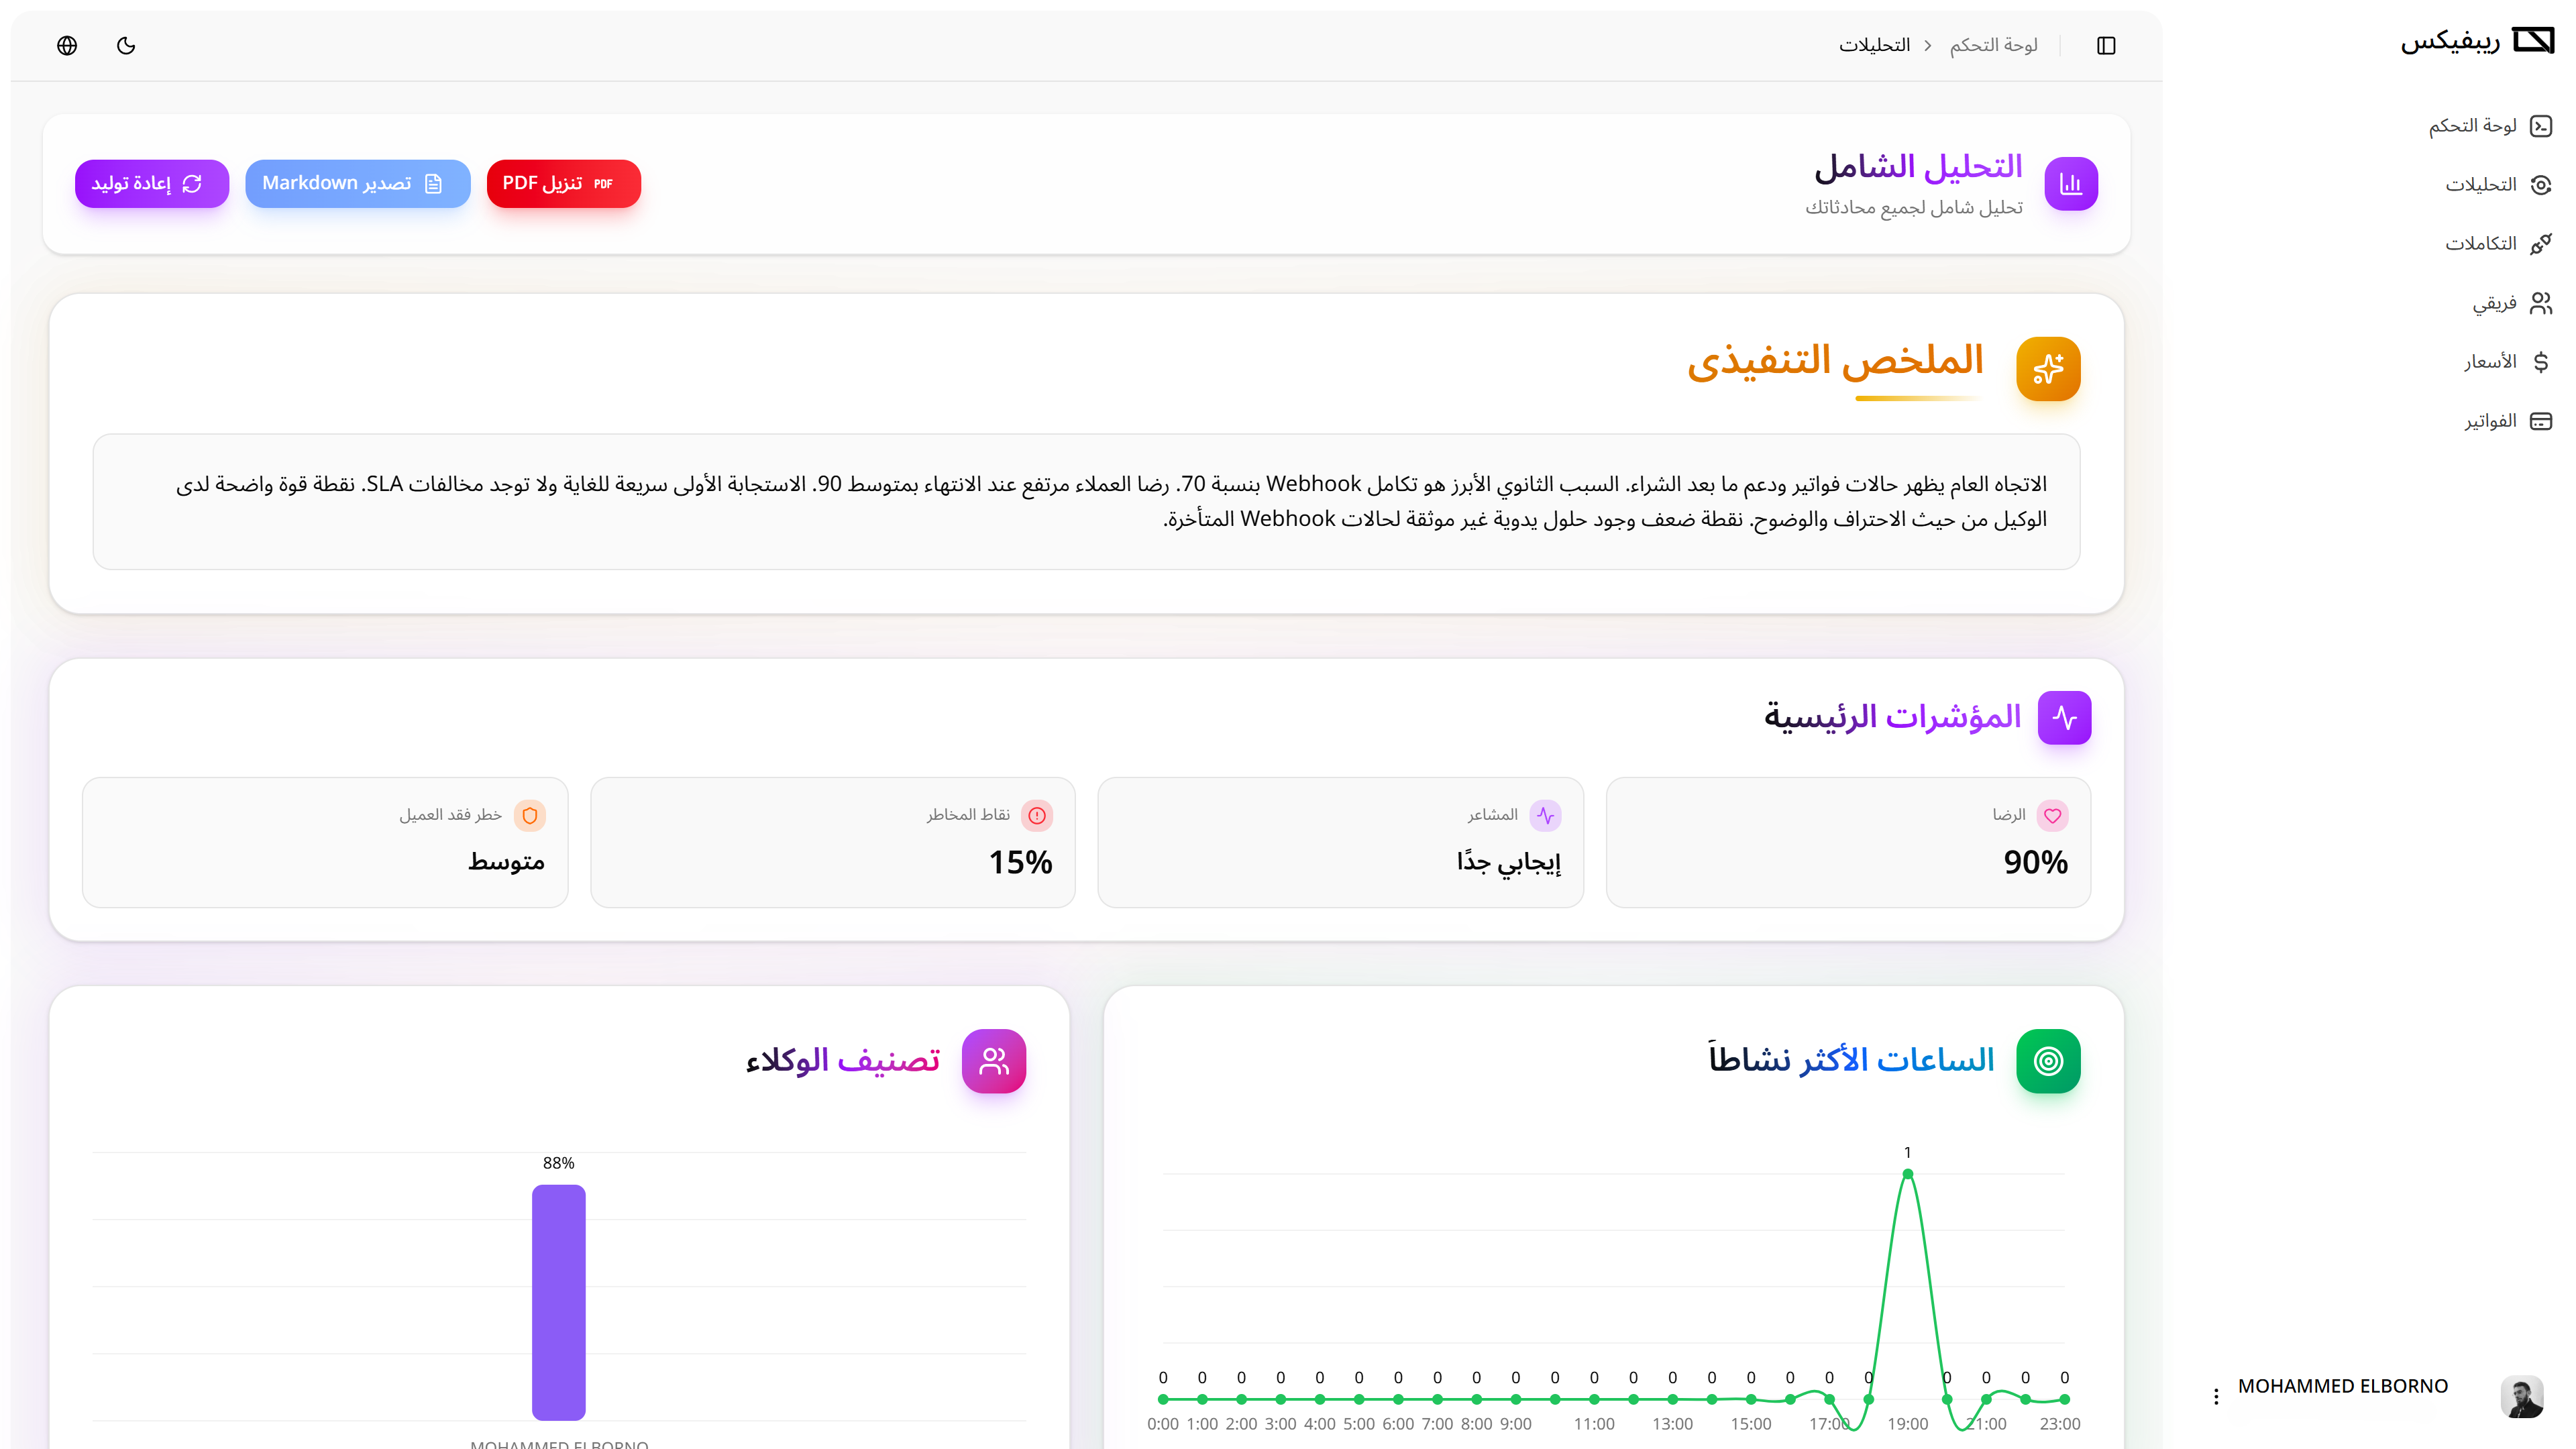 ريبفيكس
لوحة التحكم
التحليلات
التكاملات
فريقي
الأسعار
الفواتير
MOHAMMED ELBORNO
لوحة التحكم
التحليلات
التحليل الشامل
تحليل شامل لجميع محادثاتك
تنزيل PDF
تصدير Markdown
إعادة توليد
الملخص التنفيذى
الاتجاه العام يظهر حالات فواتير ودعم ما بعد الشراء. السبب الثانوي الأبرز هو تكامل Webhook بنسبة 70. رضا العملاء مرتفع عند الانتهاء بمتوسط 90. الاستجابة الأولى سريعة للغاية ولا توجد مخالفات SLA. نقطة قوة واضحة لدى
الوكيل من حيث الاحتراف والوضوح. نقطة ضعف وجود حلول يدوية غير موثقة لحالات Webhook المتأخرة.
المؤشرات الرئيسية
الرضا
90%
المشاعر
إيجابي جدًا
نقاط المخاطر
15%
خطر فقد العميل
متوسط
الساعات الأكثر نشاطاً
1
0 0 0 0 0 0 0 0 0 0 0 0 0 0 0 0 0 0 0 0 0 0 0
0:00 1:00 2:00 3:00 4:00 5:00 6:00 7:00 8:00 9:00 11:00 13:00 15:00 17:00 19:00 21:00 23:00
تصنيف الوكلاء
88%
MOHAMMED ELBORNO